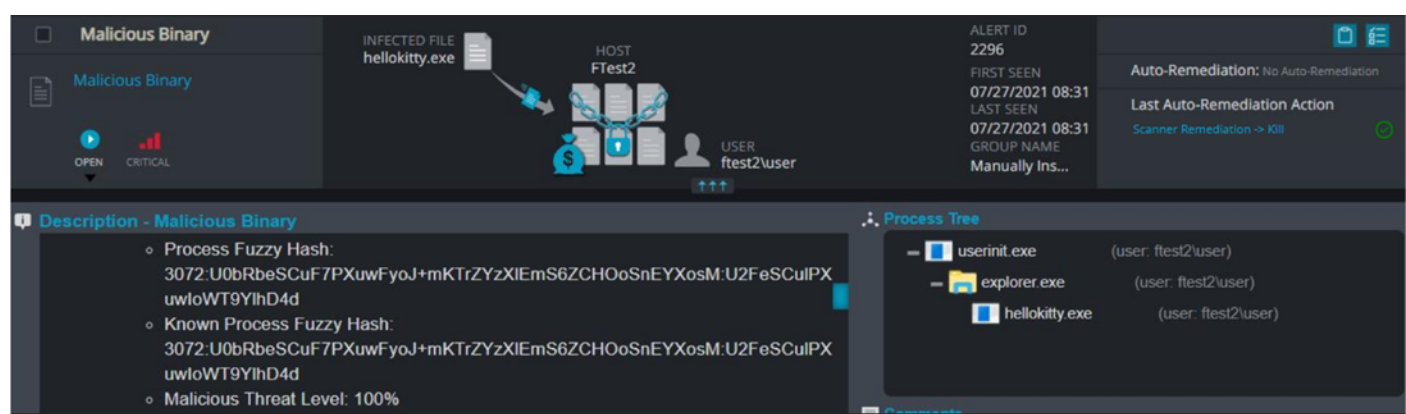 Malicious Binary
Malicious Binary
OPEN
CRITICAL
INFECTED FILE
hellokitty.exe
HOST
FTest2
$
USER
ftest2\user
ALERT ID
2296
FIRST SEEN
07/27/2021 08:31
LAST SEEN
07/27/2021 08:31
GROUP NAME
Manually Ins...
Auto-Remediation: No Auto-Remediation
Last Auto-Remediation Action
Scanner Remediation -> Kill
Description - Malicious Binary
Process Fuzzy Hash:
3072:U0bRbeSCuF7PXuwFyoJ+mKTrZYzXlEmS6ZCHOoSnEYXosM:U2FeSCulPX
uwloWT9YlhD4d
Known Process Fuzzy Hash:
3072:U0bRbeSCuF7PXuwFyoJ+mKTrZYzXlEmS6ZCHOoSnEYXosM:U2FeSCulPX
uwloWT9YlhD4d
Malicious Threat Level: 100%
Process Tree
userinit.exe (user: ftest2\user)
explorer.exe (user: ftest2\user)
hellokitty.exe (user: ftest2\user)
Comments